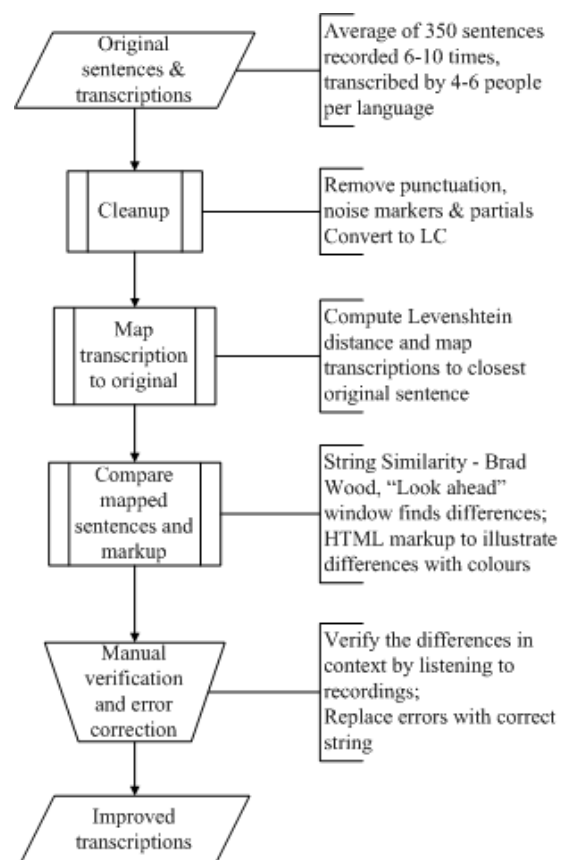 Original
sentences &
transcriptions
Average of 350 sentences
recorded 6-10 times,
transcribed by 4-6 people
per language
Cleanup
Remove punctuation,
noise markers & partials
Convert to LC
Map
transcription
to original
Compute Levenshtein
distance and map
transcriptions to closest
original sentence
Compare
mapped
sentences and
markup
String Similarity - Brad
Wood, “Look ahead”
window finds differences;
HTML markup to illustrate
differences with colours
Manual
verification
and error
correction
Verify the differences in
context by listening to
recordings;
Replace errors with correct
string
Improved
transcriptions